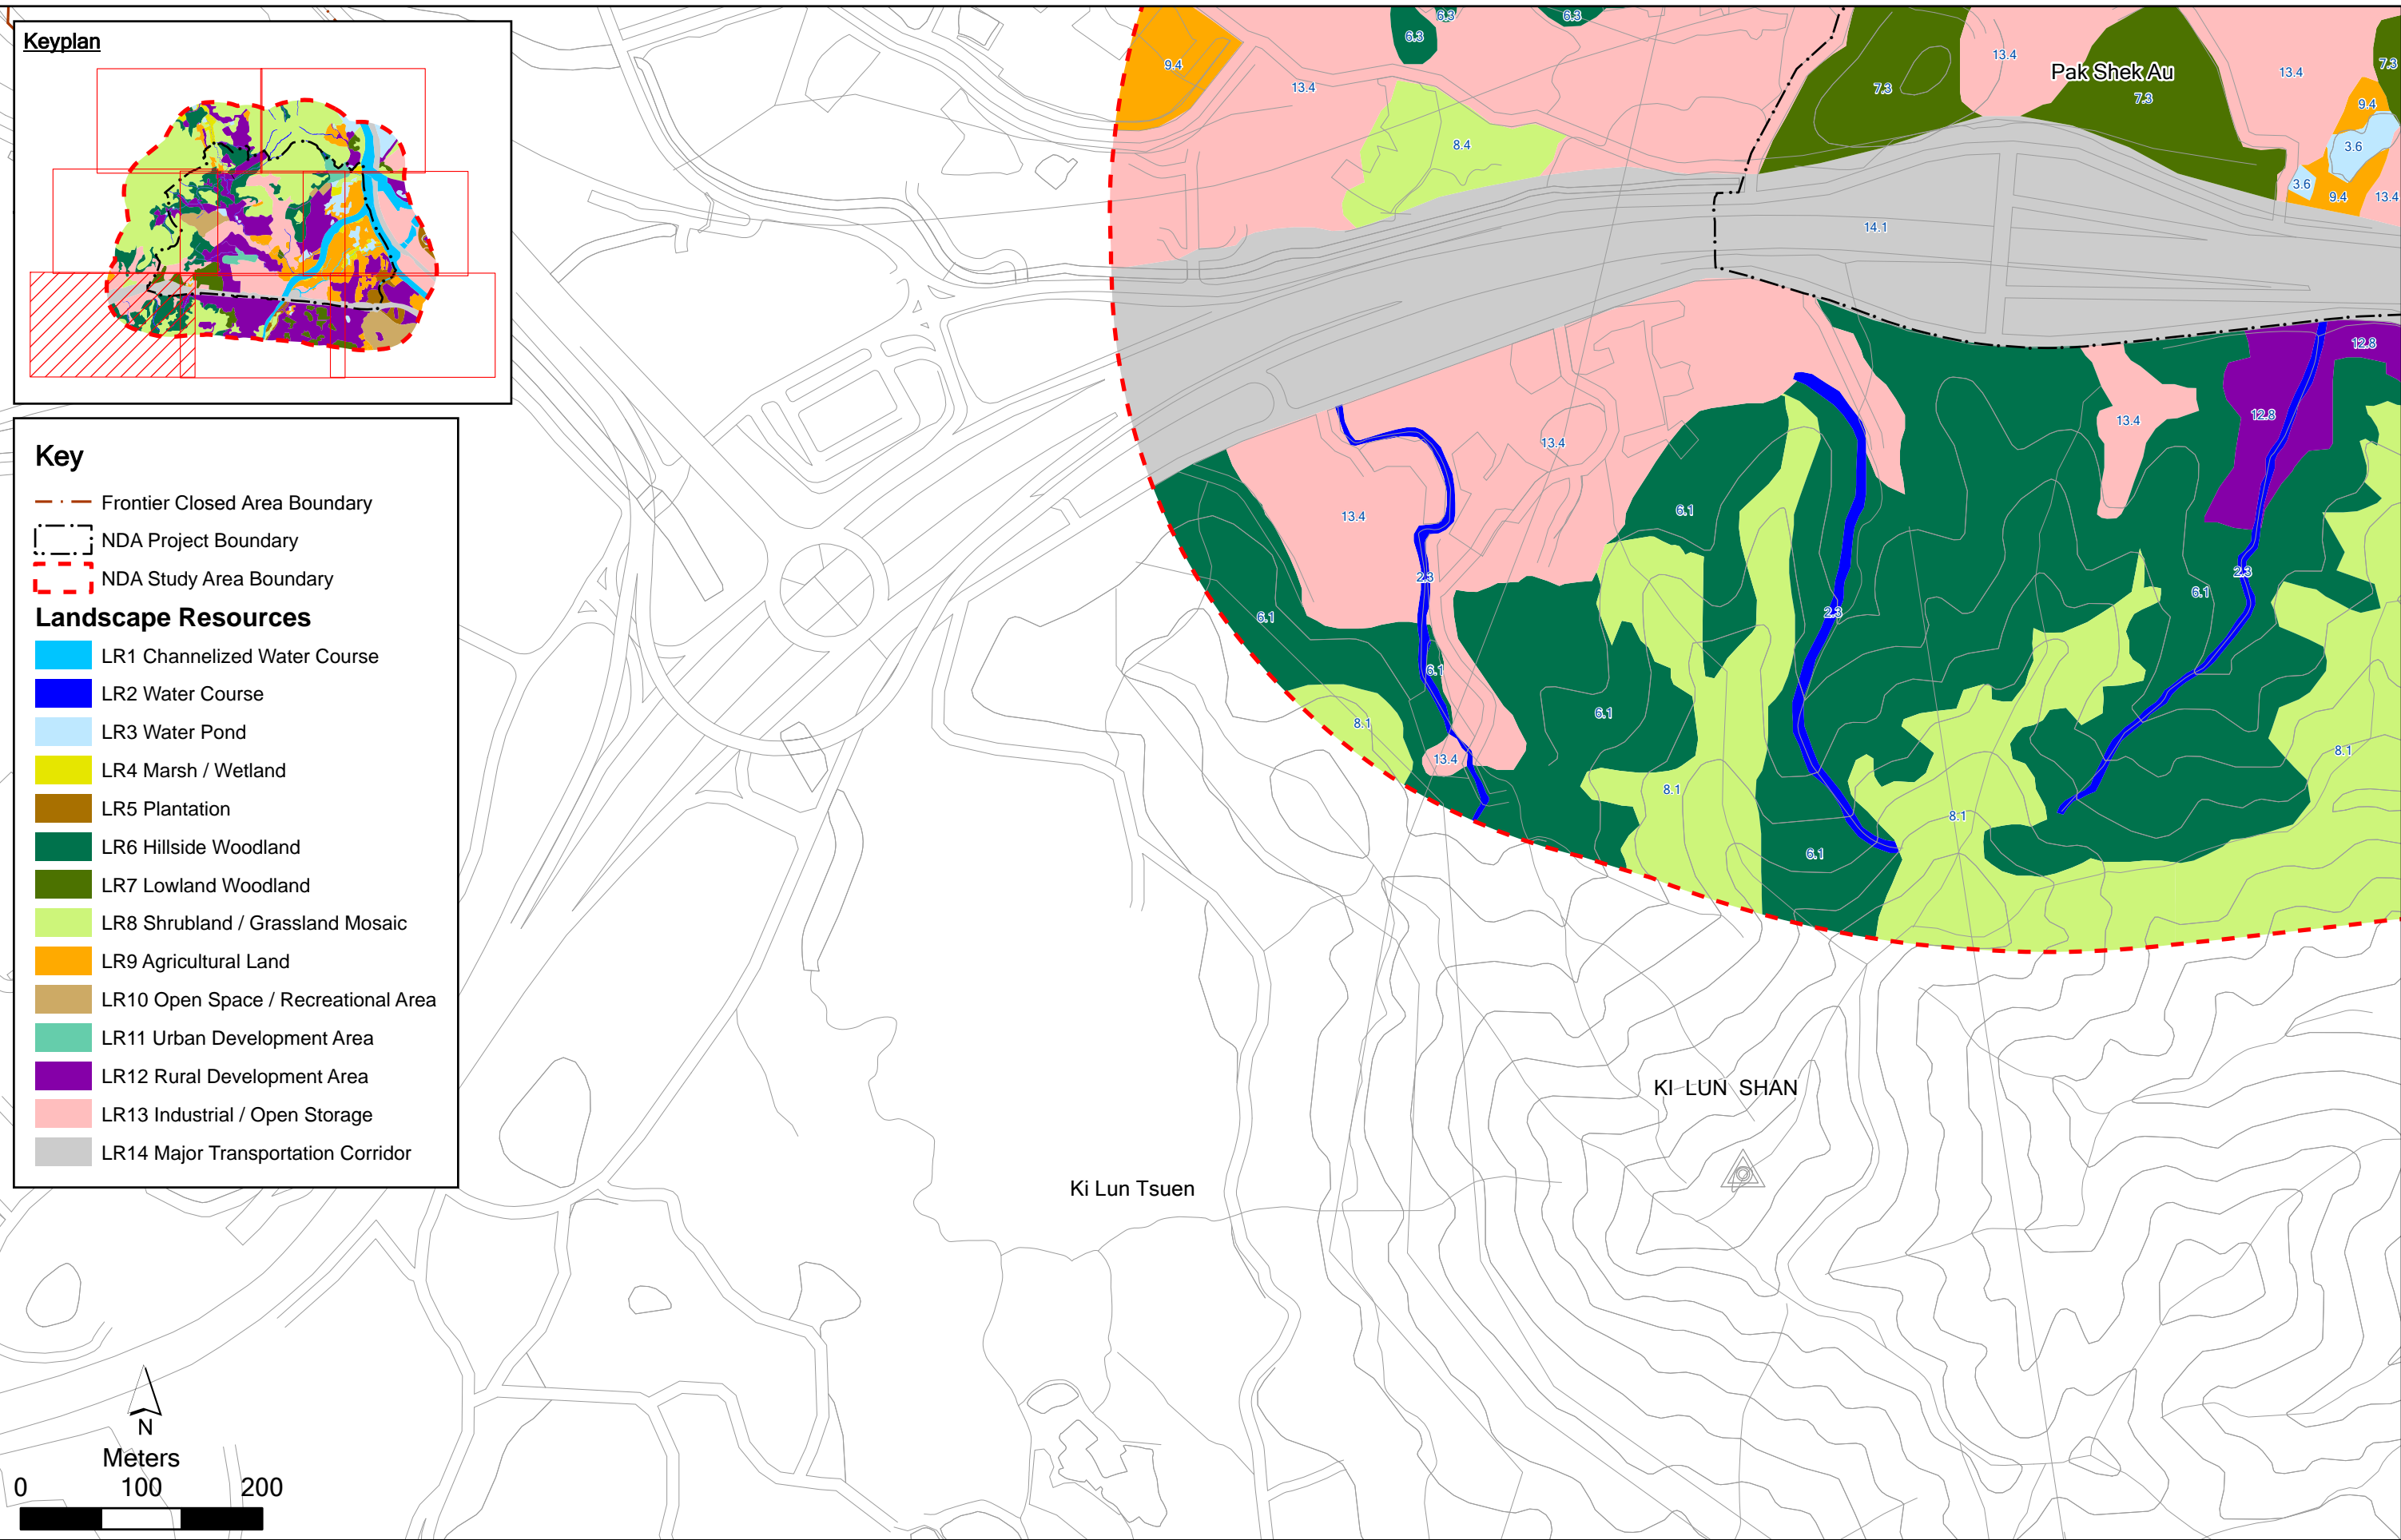 Keyplan
Key
Frontier Closed Area Boundary
NDA Project Boundary
NDA Study Area Boundary
Landscape Resources
LR1 Channelized Water Course
LR2 Water Course
LR3 Water Pond
LR4 Marsh / Wetland
LR5 Plantation
LR6 Hillside Woodland
LR7 Lowland Woodland
LR8 Shrubland / Grassland Mosaic
LR9 Agricultural Land
LR10 Open Space / Recreational Area
LR11 Urban Development Area
LR12 Rural Development Area
LR13 Industrial / Open Storage
LR14 Major Transportation Corridor
N
Meters
0 100 200
6.3
6.3
6.3
9.4
13.4
8.4
7.3
13.4
Pak Shek Au
7.3
13.4
7.3
9.4
3.6
3.6
9.4
13.4
14.1
12.8
12.8
13.4
13.4
13.4
6.1
2.3
2.3
2.3
6.1
6.1
6.1
6.1
8.1
13.4
8.1
8.1
8.1
6.1
KI LUN SHAN
Ki Lun Tsuen